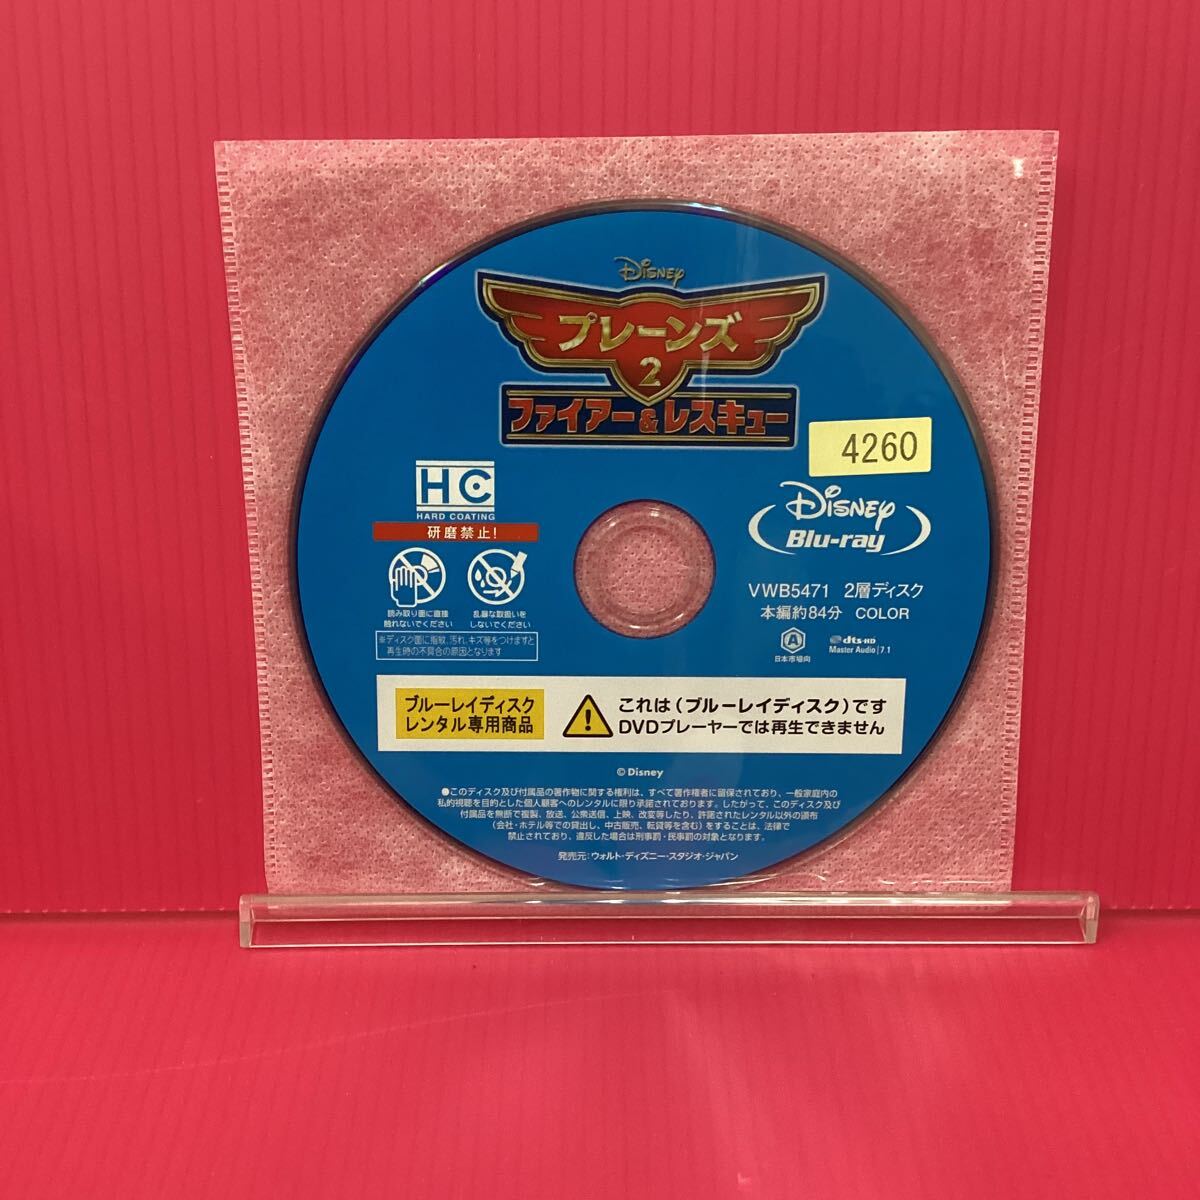 Disney
プレーンズ
2
ファイアー&レスキュー
4260
HC
HARD COATING
研磨禁止!
読み取り面に直接
触れないでください
乱暴な取扱いを
しないでください
※ディスク面に指紋、汚れ、キズ等をつけますと
再生時の不具合の原因となります
Disney
Blu-ray
VWB5471 2層ディスク
本編約84分 COLOR
A
日本市場向
dts-HD
Master Audio | 7.1
ブルーレイディスク
レンタル専用商品
これは(ブルーレイディスク)です
DVDプレーヤーでは再生できません
© Disney
●このディスク及び付属品の著作物に関する権利は、すべて著作権者に留保されており、一般家庭内の
私的視聴を目的とした個人顧客へのレンタルに限り承諾されております。したがって、このディスク及び
付属品を無断で複製、放送、公衆送信、上映、改変等したり、許諾されたレンタル以外の頒布
(会社・ホテル等での貸出し、中古販売、転貸等を含む)をすることは、法律で
禁止されており、違反した場合は刑事罰・民事罰の対象となります。
発売元:ウォルト・ディズニー・スタジオ・ジャパン